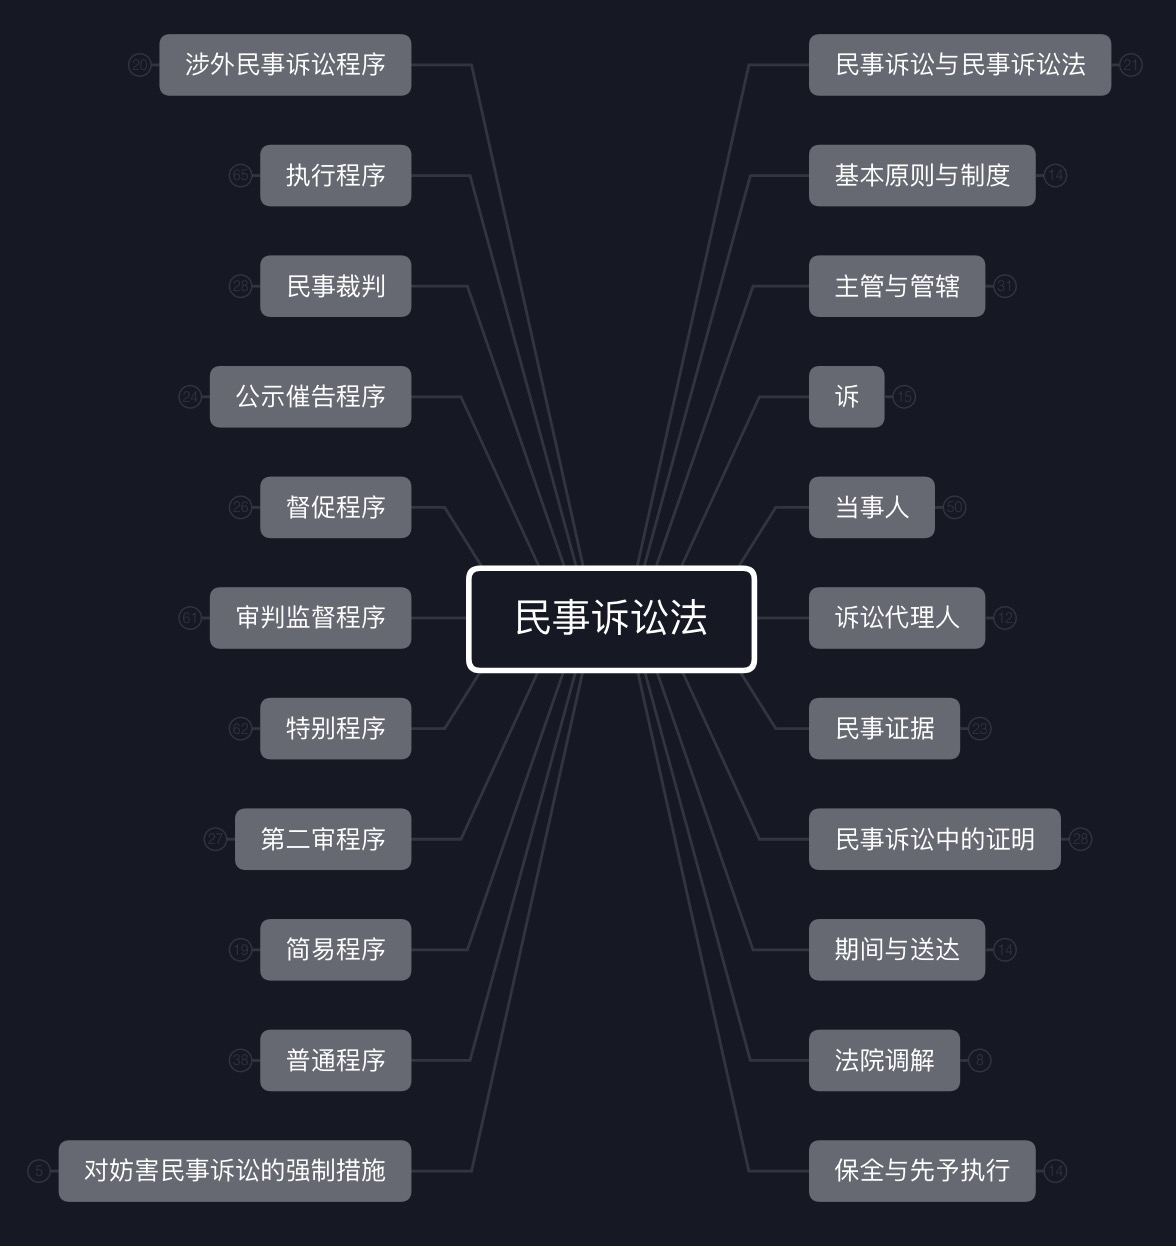 涉外民事诉讼程序 20
执行程序 65
民事裁判 28
公示催告程序 24
督促程序 26
审判监督程序 61
特别程序 62
第二审程序 27
简易程序 19
普通程序 38
对妨害民事诉讼的强制措施 5
民事诉讼法
民事诉讼与民事诉讼法 21
基本原则与制度 14
主管与管辖 31
诉 15
当事人 50
诉讼代理人 12
民事证据 23
民事诉讼中的证明 28
期间与送达 14
法院调解 8
保全与先予执行 14